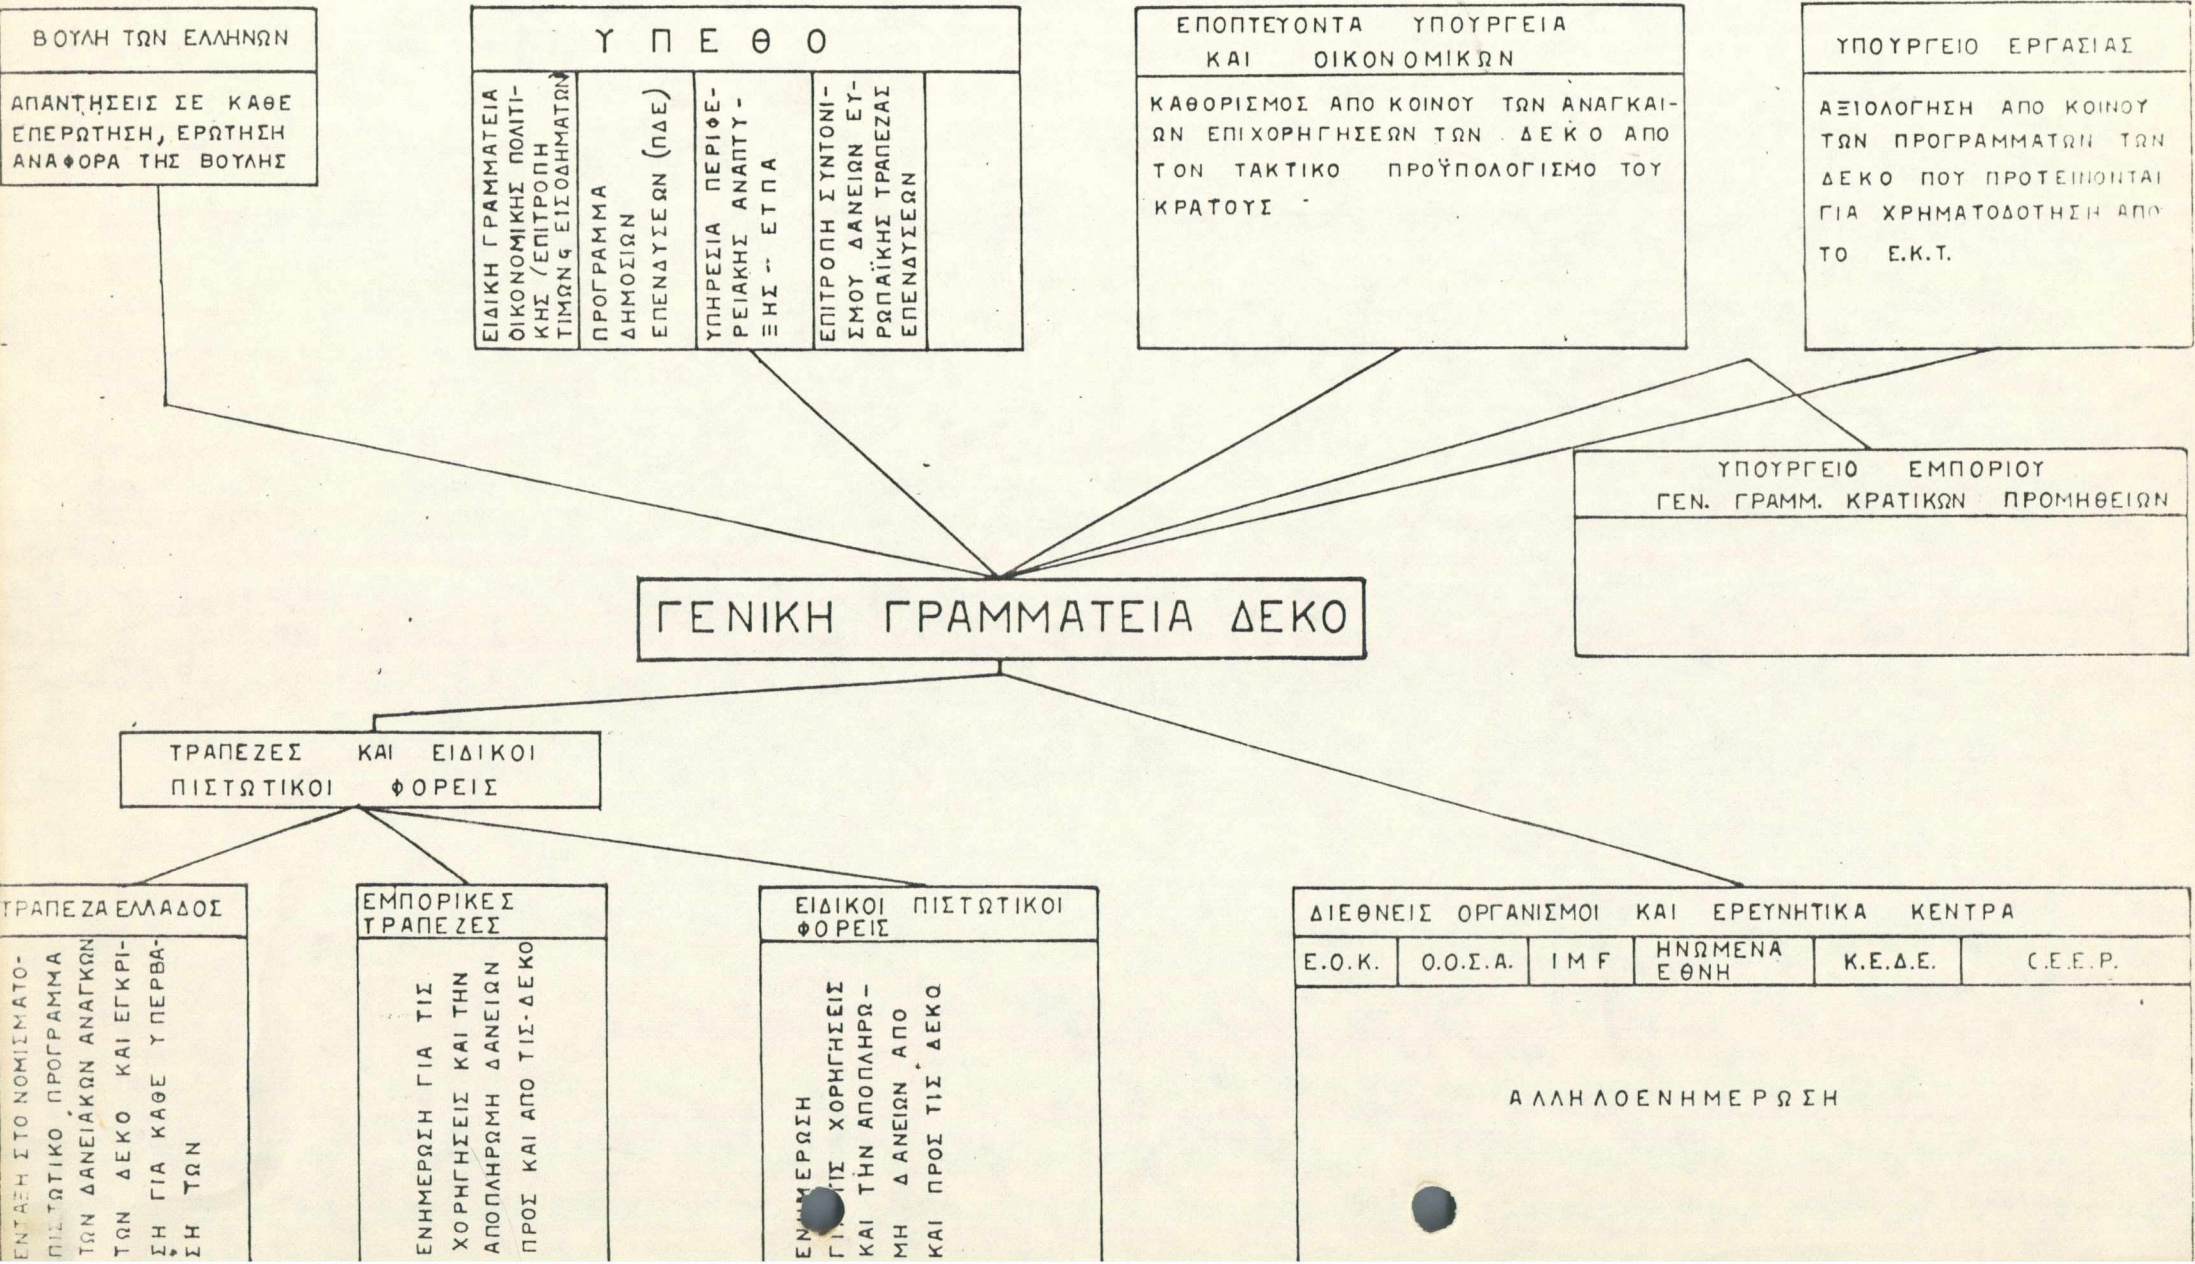 ΒΟΥΛΗ ΤΩΝ ΕΛΛΗΝΩΝ
ΑΠΑΝΤΗΣΕΙΣ ΣΕ ΚΑΘΕ
ΕΠΕΡΩΤΗΣΗ, ΕΡΩΤΗΣΗ
ΑΝΑΦΟΡΑ ΤΗΣ ΒΟΥΛΗΣ
ΥΠΕΘΟ
ΕΙΔΙΚΗ ΓΡΑΜΜΑΤΕΙΑ
ΟΙΚΟΝΟΜΙΚΗΣ ΠΟΛΙΤΙ-
ΚΗΣ (ΕΠΙΤΡΟΠΗ
ΤΙΜΩΝ ς ΕΙΣΟΔΗΜΑΤΩΝ)
ΠΡΟΓΡΑΜΜΑ
ΔΗΜΟΣΙΩΝ
ΕΠΕΝΔΥΣΕΩΝ (ΠΔΕ)
ΥΠΗΡΕΣΙΑ ΠΕΡΙΦΕ-
ΡΕΙΑΚΗΣ ΑΝΑΠΤΥ-
ΞΗΣ -- ΕΤΠΑ
ΕΠΙΤΡΟΠΗ ΣΥΝΤΟΝΙ-
ΣΜΟΥ ΔΑΝΕΙΩΝ ΕΥ-
ΡΩΠΑΪΚΗΣ ΤΡΑΠΕΖΑΣ
ΕΠΕΝΔΥΣΕΩΝ
ΕΠΟΠΤΕΥΟΝΤΑ ΥΠΟΥΡΓΕΙΑ
ΚΑΙ ΟΙΚΟΝΟΜΙΚΩΝ
ΚΑΘΟΡΙΣΜΟΣ ΑΠΟ ΚΟΙΝΟΥ ΤΩΝ ΑΝΑΓΚΑΙ-
ΩΝ ΕΠΙΧΟΡΗΓΗΣΕΩΝ ΤΩΝ ΔΕΚΟ ΑΠΟ
ΤΟΝ ΤΑΚΤΙΚΟ ΠΡΟΫΠΟΛΟΓΙΣΜΟ ΤΟΥ
ΚΡΑΤΟΥΣ
ΥΠΟΥΡΓΕΙΟ ΕΡΓΑΣΙΑΣ
ΑΞΙΟΛΟΓΗΣΗ ΑΠΟ ΚΟΙΝΟΥ
ΤΩΝ ΠΡΟΓΡΑΜΜΑΤΩΝ ΤΩΝ
ΔΕΚΟ ΠΟΥ ΠΡΟΤΕΙΝΟΝΤΑΙ
ΓΙΑ ΧΡΗΜΑΤΟΔΟΤΗΣΗ ΑΠΟ
ΤΟ Ε.Κ.Τ.
ΥΠΟΥΡΓΕΙΟ ΕΜΠΟΡΙΟΥ
ΓΕΝ. ΓΡΑΜΜ. ΚΡΑΤΙΚΩΝ ΠΡΟΜΗΘΕΙΩΝ
ΓΕΝΙΚΗ ΓΡΑΜΜΑΤΕΙΑ ΔΕΚΟ
ΤΡΑΠΕΖΕΣ ΚΑΙ ΕΙΔΙΚΟΙ
ΠΙΣΤΩΤΙΚΟΙ ΦΟΡΕΙΣ
ΤΡΑΠΕΖΑ ΕΛΛΑΔΟΣ
ΕΝΤΑΞΗ ΣΤΟ ΝΟΜΙΣΜΑΤΟ-
ΠΙΣΤΩΤΙΚΟ ΠΡΟΓΡΑΜΜΑ
ΤΩΝ ΔΑΝΕΙΑΚΩΝ ΑΝΑΓΚΩΝ
ΤΩΝ ΔΕΚΟ ΚΑΙ ΕΓΚΡΙ-
ΣΗ ΓΙΑ ΚΑΘΕ ΥΠΕΡΒΑ-
ΣΗ ΤΩΝ
ΕΜΠΟΡΙΚΕΣ
ΤΡΑΠΕΖΕΣ
ΕΝΗΜΕΡΩΣΗ ΓΙΑ ΤΙΣ
ΧΟΡΗΓΗΣΕΙΣ ΚΑΙ ΤΗΝ
ΑΠΟΠΛΗΡΩΜΗ ΔΑΝΕΙΩΝ
ΠΡΟΣ ΚΑΙ ΑΠΟ ΤΙΣ-ΔΕΚΟ
ΕΙΔΙΚΟΙ ΠΙΣΤΩΤΙΚΟΙ
ΦΟΡΕΙΣ
ΕΝΗΜΕΡΩΣΗ
ΓΙΑ ΤΙΣ ΧΟΡΗΓΗΣΕΙΣ
ΚΑΙ ΤΗΝ ΑΠΟΠΛΗΡΩ-
ΜΗ ΔΑΝΕΙΩΝ ΑΠΟ
ΚΑΙ ΠΡΟΣ ΤΙΣ ΔΕΚΟ
ΔΙΕΘΝΕΙΣ ΟΡΓΑΝΙΣΜΟΙ ΚΑΙ ΕΡΕΥΝΗΤΙΚΑ ΚΕΝΤΡΑ
Ε.Ο.Κ. Ο.Ο.Σ.Α. IMF ΗΝΩΜΕΝΑ ΕΘΝΗ Κ.Ε.Δ.Ε. C.E.E.P.
ΑΛΛΗΛΟΕΝΗΜΕΡΩΣΗ